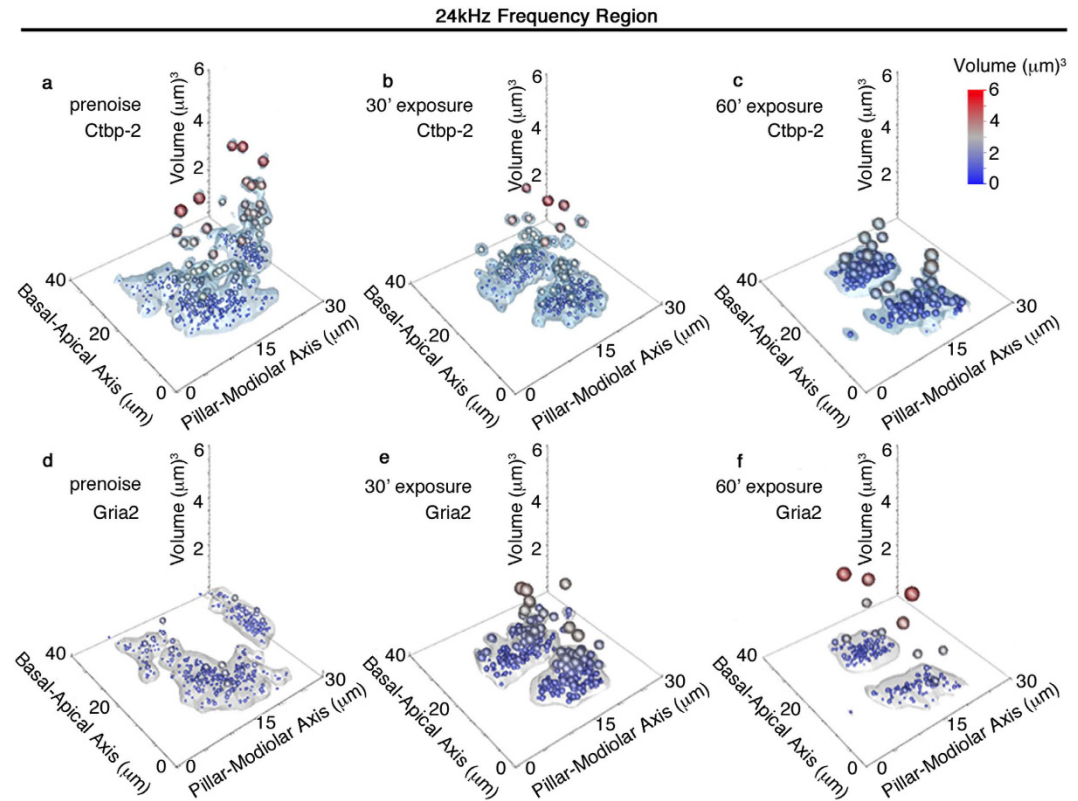 24kHz Frequency Region
a
prenoise
Ctbp-2
Volume (μm)³
6
4
2
40
20
0
Basal-Apical Axis (μm)
0
15
30
Pillar-Modiolar Axis (μm)
b
30' exposure
Ctbp-2
Volume (μm)³
6
4
2
40
20
0
Basal-Apical Axis (μm)
0
15
30
Pillar-Modiolar Axis (μm)
c
60' exposure
Ctbp-2
Volume (μm)³
6
4
2
40
20
0
Basal-Apical Axis (μm)
0
15
30
Pillar-Modiolar Axis (μm)
Volume (μm)³
6
4
2
0
d
prenoise
Gria2
Volume (μm)³
6
4
2
40
20
0
Basal-Apical Axis (μm)
0
15
30
Pillar-Modiolar Axis (μm)
e
30' exposure
Gria2
Volume (μm)³
6
4
2
40
20
0
Basal-Apical Axis (μm)
0
15
30
Pillar-Modiolar Axis (μm)
f
60' exposure
Gria2
Volume (μm)³
6
4
2
40
20
0
Basal-Apical Axis (μm)
0
15
30
Pillar-Modiolar Axis (μm)